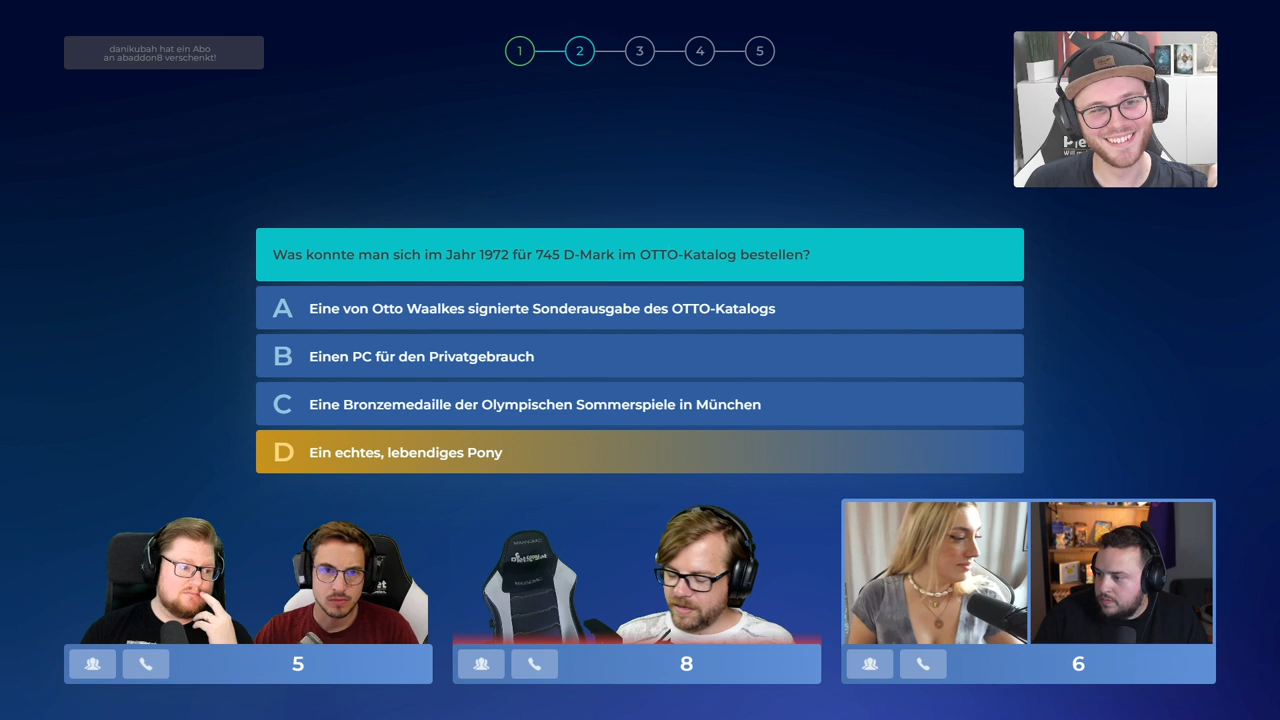 danikubah hat ein Abo
an abaddon8 verschenkt!
1 2 3 4 5
Was konnte man sich im Jahr 1972 für 745 D-Mark im OTTO-Katalog bestellen?
A Eine von Otto Waalkes signierte Sonderausgabe des OTTO-Katalogs
B Einen PC für den Privatgebrauch
C Eine Bronzemedaille der Olympischen Sommerspiele in München
D Ein echtes, lebendiges Pony
5
8
6